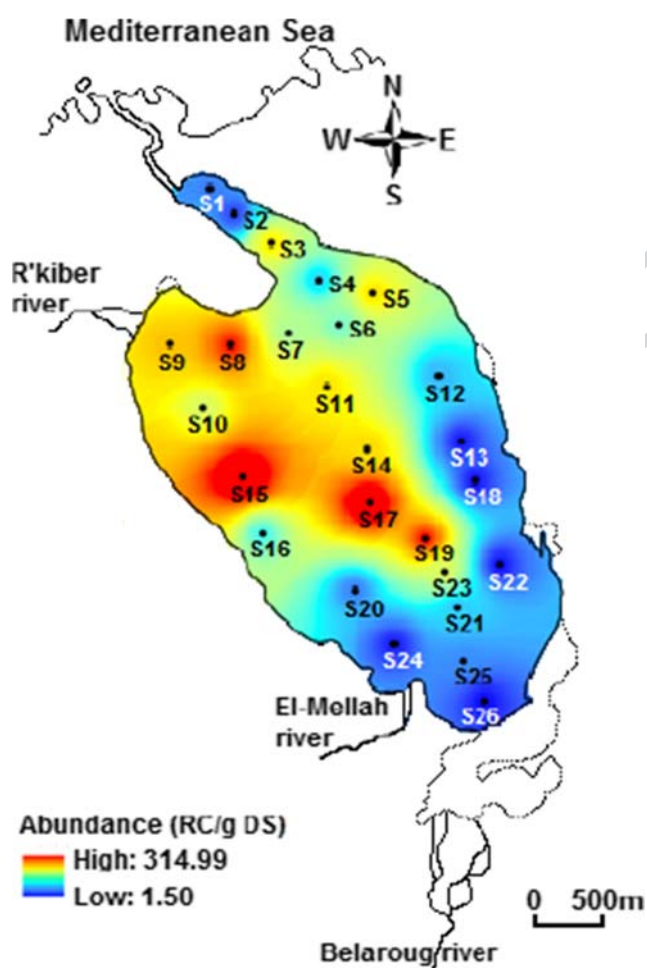 Mediterranean Sea
N
W E
S
S1
S2
S3
R'kiber
river
S4
S5
S6
S7
S9
S8
S12
S11
S10
S13
S14
S15
S18
S17
S16
S19
S22
S23
S20
S21
S24
S25
El-Mellah
river
S26
Abundance (RC/g DS)
High: 314.99
Low: 1.50
0 500m
Belaroug river